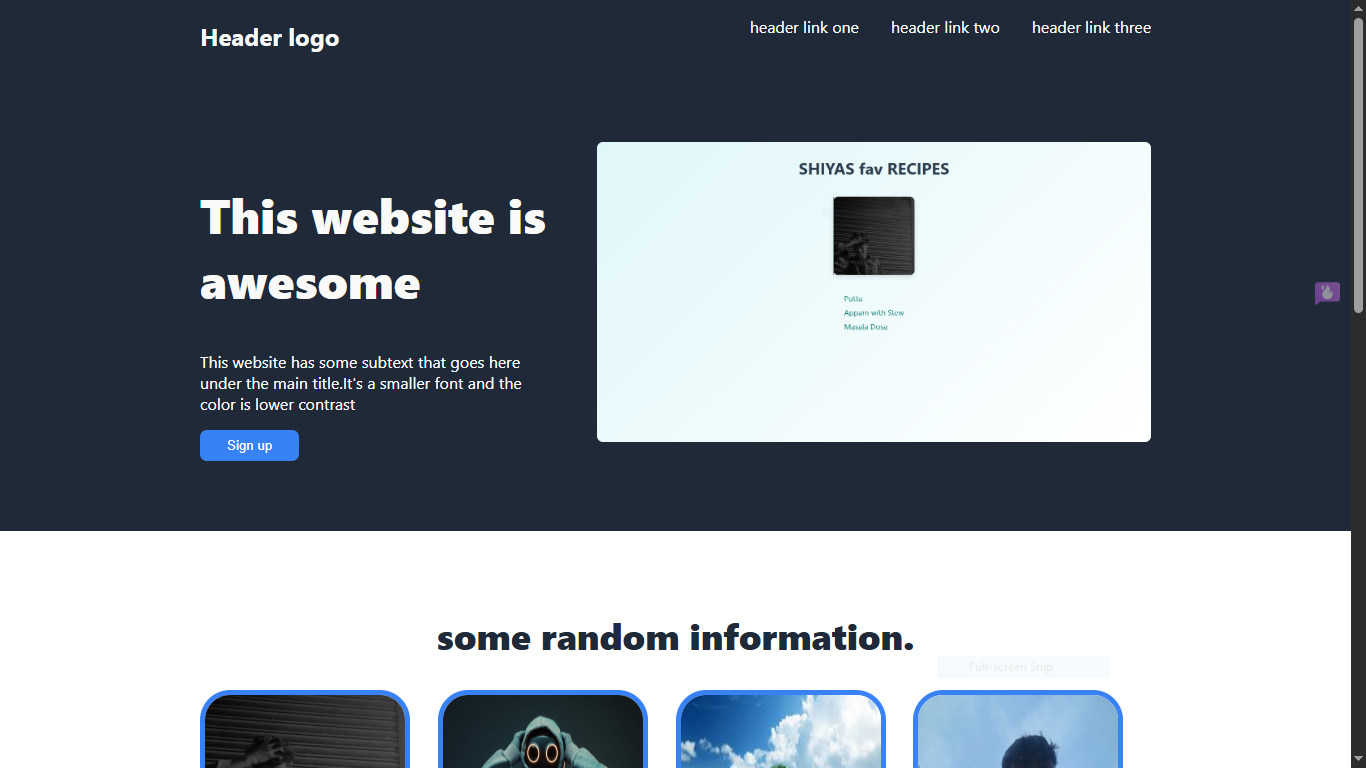 Header logo
header link one
header link two
header link three
This website is
awesome
This website has some subtext that goes here
under the main title.It's a smaller font and the
color is lower contrast
Sign up
SHIYAS fav RECIPES
Puttu
Appam with Stew
Masala Dosa
some random information.
Full-screen Snip